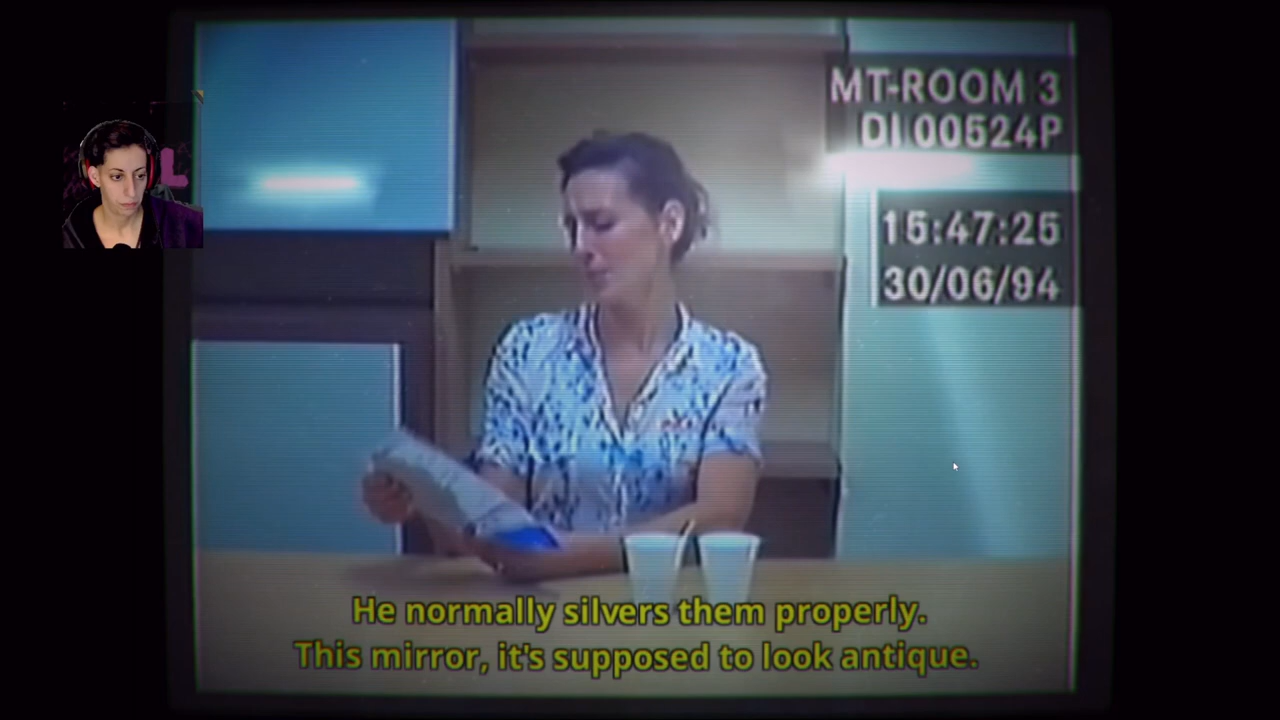 MT-ROOM 3
DI 00524P
15:47:25
30/06/94
He normally silvers them properly.
This mirror, it's supposed to look antique.